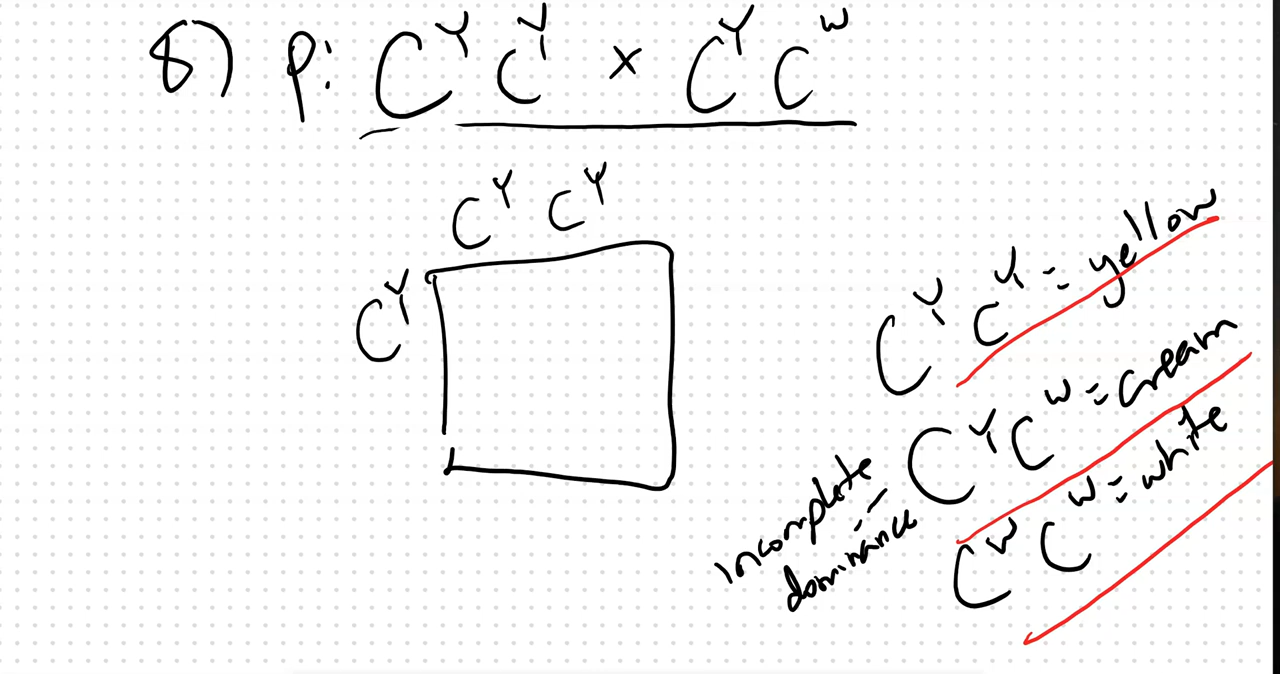 8) P: C^Y C^Y × C^Y C^W
C^Y C^Y
C^Y
C^Y C^Y = yellow
C^Y C^W = cream
Incomplete
dominance
C^W C^W = white